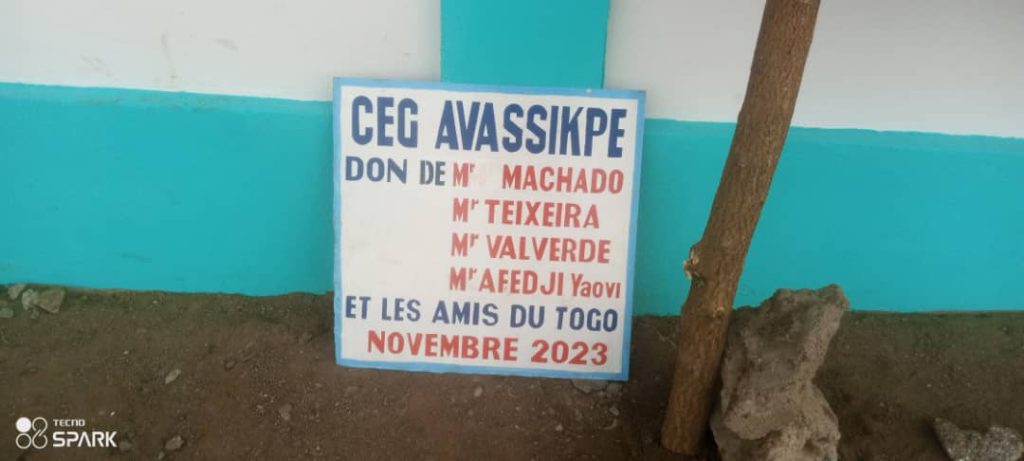 CEG AVASSIKPE
DON DE Mr MACHADO
Mr TEIXEIRA
Mr VALVERDE
Mr AFEDJI Yaovi
ET LES AMIS DU TOGO
NOVEMBRE 2023
TECNO
SPARK